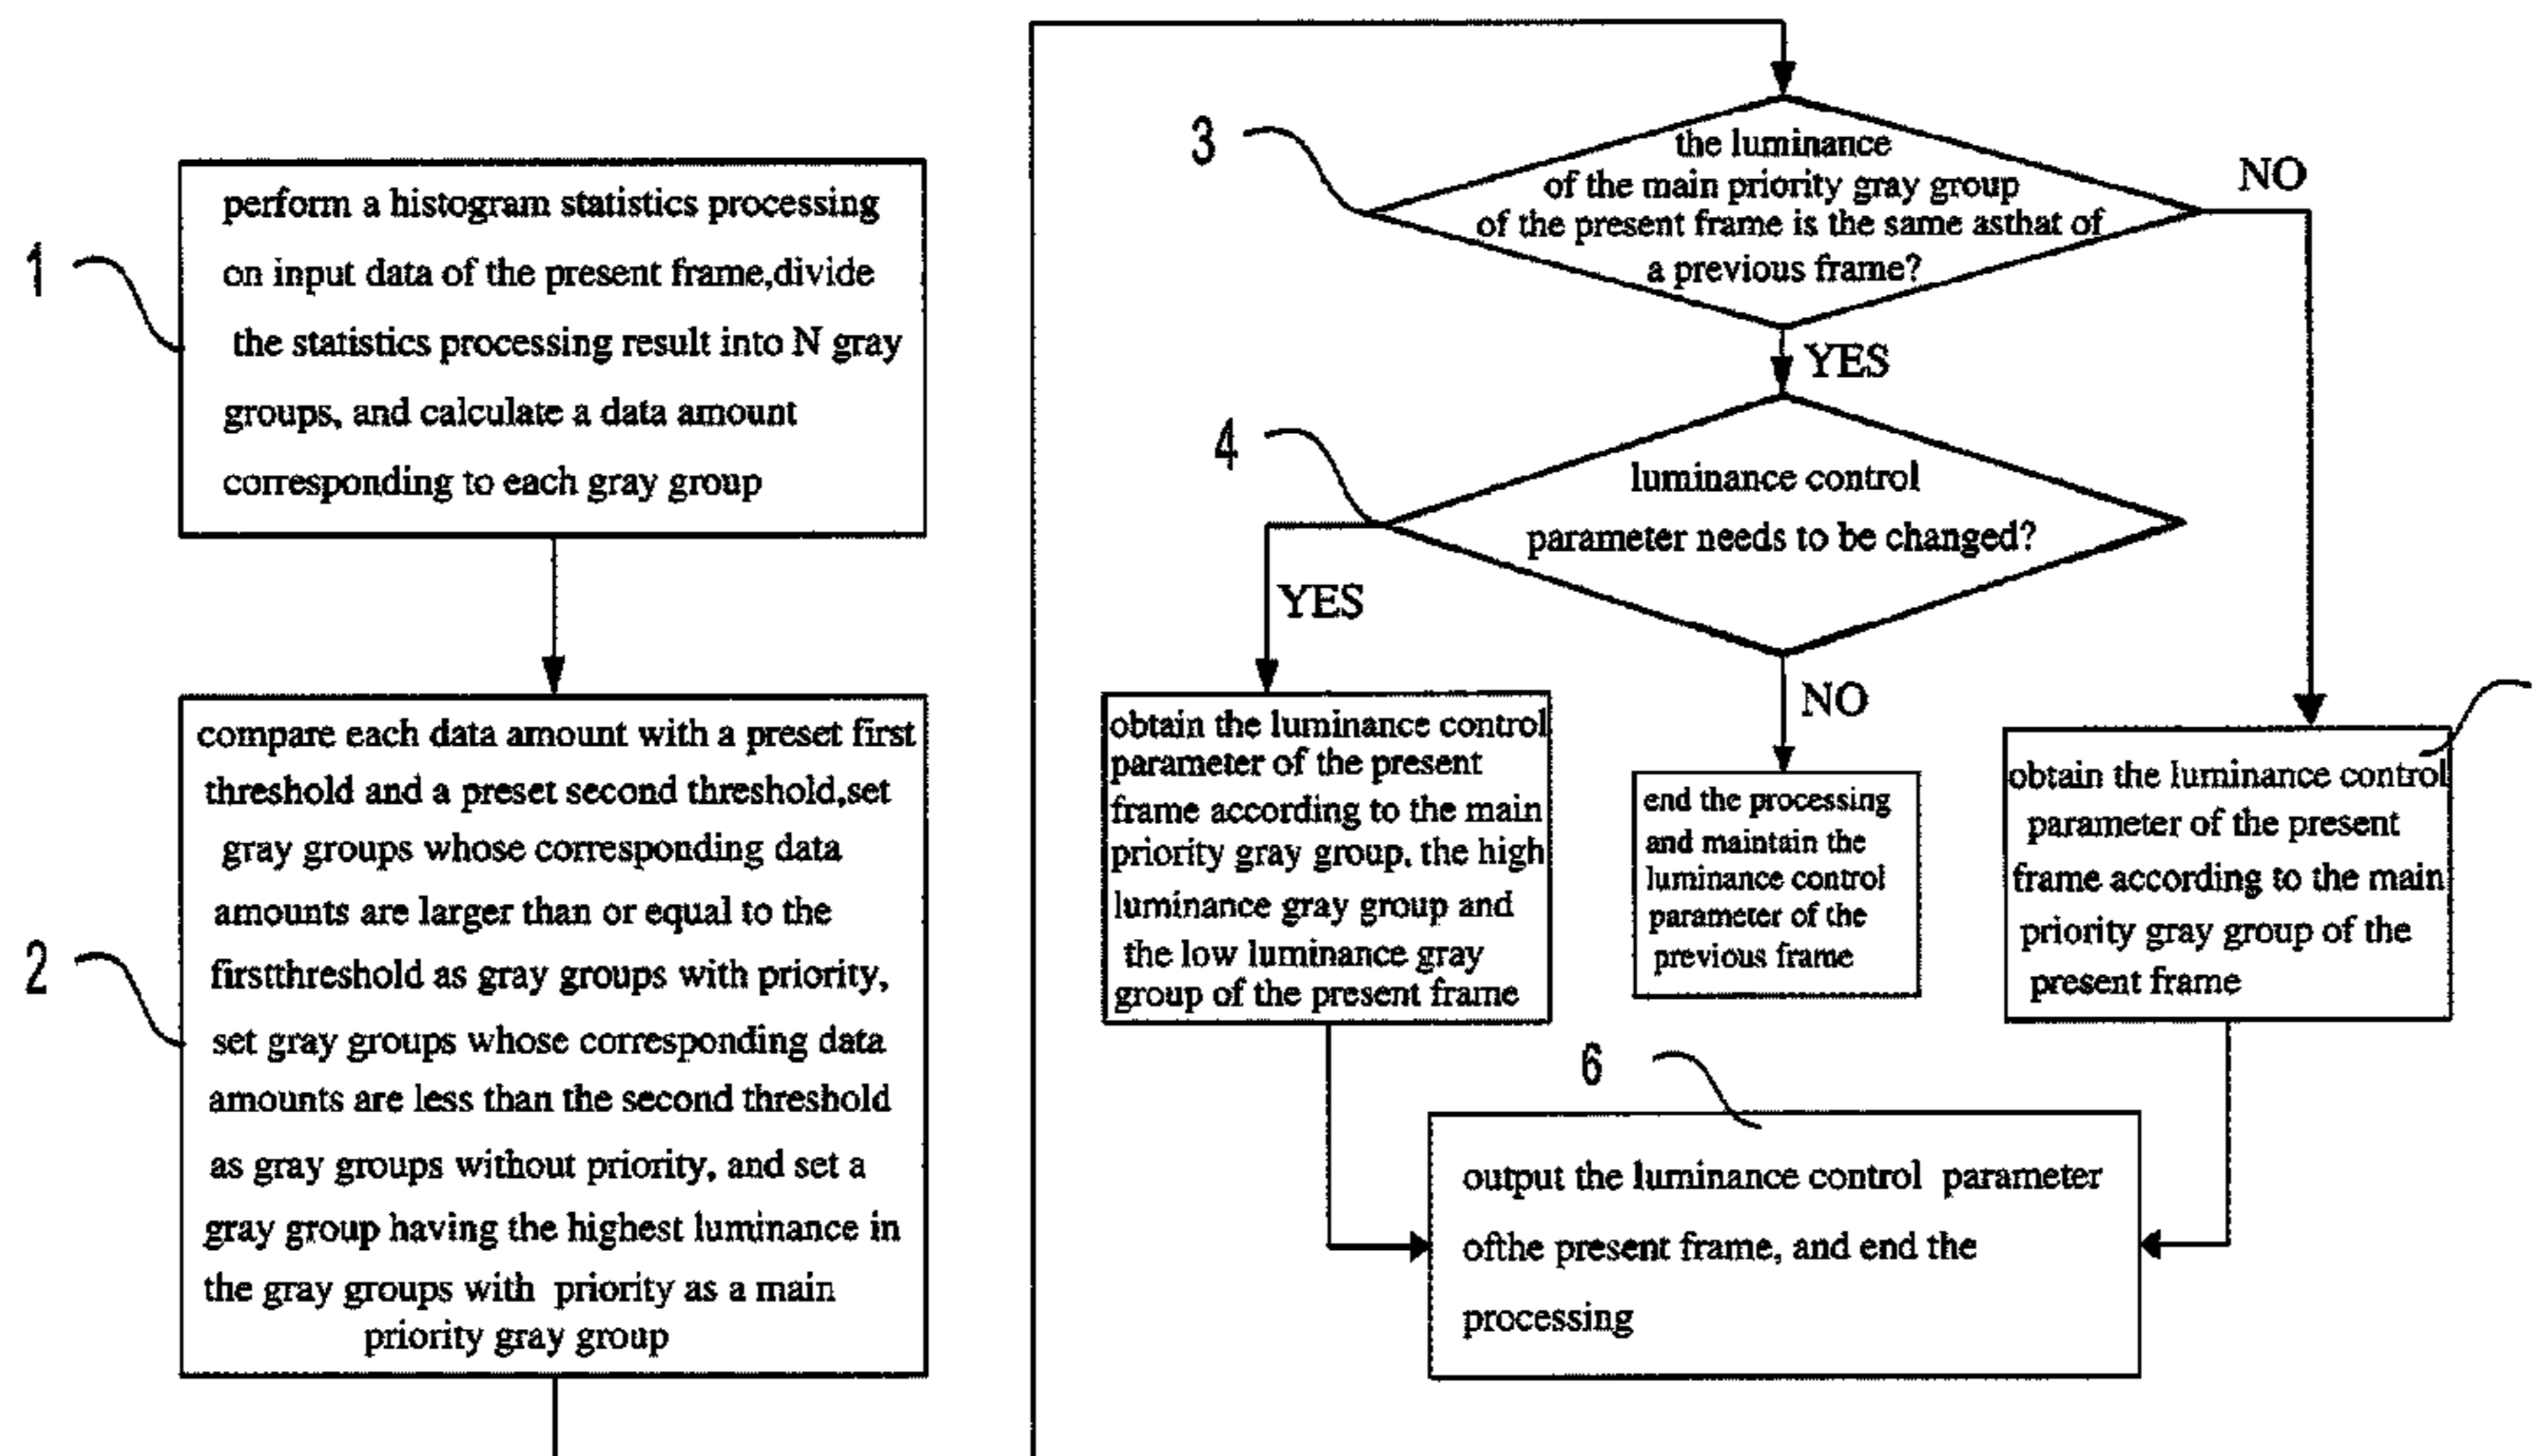 1
perform a histogram statistics processing
on input data of the present frame,divide
the statistics processing result into N gray
groups, and calculate a data amount
corresponding to each gray group
2
compare each data amount with a preset first
threshold and a preset second threshold,set
gray groups whose corresponding data
amounts are larger than or equal to the
firstthreshold as gray groups with priority,
set gray groups whose corresponding data
amounts are less than the second threshold
as gray groups without priority, and set a
gray group having the highest luminance in
the gray groups with priority as a main
priority gray group
3
the luminance
of the main priority gray group
of the present frame is the same asthat of
a previous frame?
NO
YES
4
luminance control
parameter needs to be changed?
YES
NO
obtain the luminance control
parameter of the present
frame according to the main
priority gray group, the high
luminance gray group and
the low luminance gray
group of the present frame
end the processing
and maintain the
luminance control
parameter of the
previous frame
obtain the luminance control
parameter of the present
frame according to the main
priority gray group of the
present frame
6
output the luminance control parameter
ofthe present frame, and end the
processing